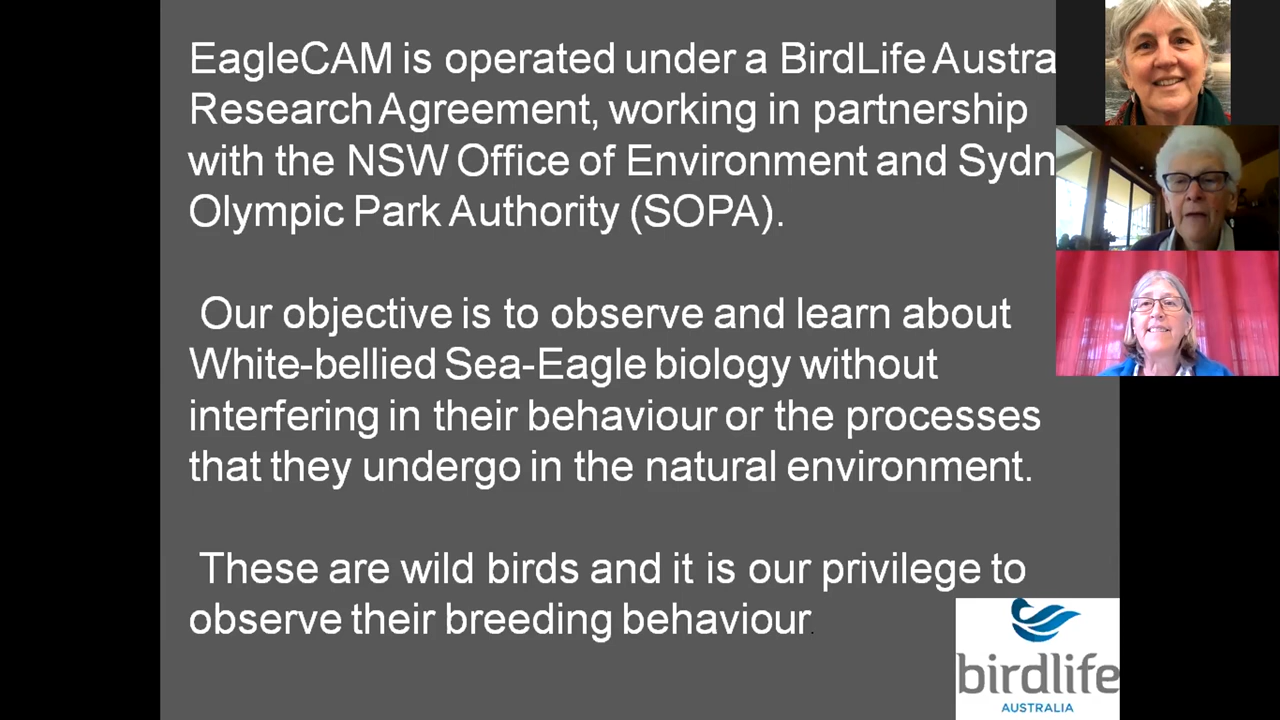 EagleCAM is operated under a BirdLife Austra
Research Agreement, working in partnership
with the NSW Office of Environment and Sydn
Olympic Park Authority (SOPA).
Our objective is to observe and learn about
White-bellied Sea-Eagle biology without
interfering in their behaviour or the processes
that they undergo in the natural environment.
These are wild birds and it is our privilege to
observe their breeding behaviour.
birdlife
AUSTRALIA